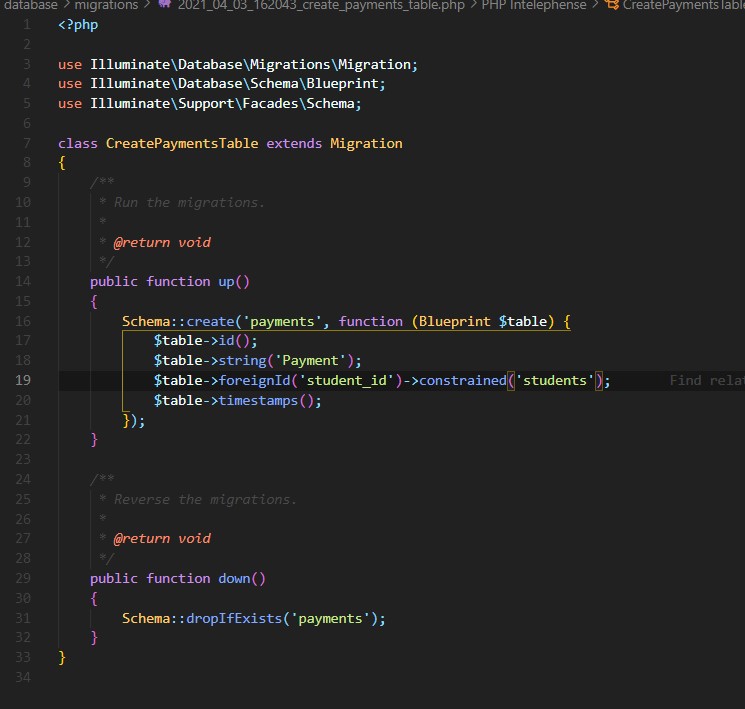 database > migrations > 2021_04_03_162043_create_payments_table.php > PHP Intelephense > CreatePaymentsTable
1 <?php
2
3 use Illuminate\Database\Migrations\Migration;
4 use Illuminate\Database\Schema\Blueprint;
5 use Illuminate\Support\Facades\Schema;
6
7 class CreatePaymentsTable extends Migration
8 {
9 /**
10 * Run the migrations.
11 *
12 * @return void
13 */
14 public function up()
15 {
16 Schema::create('payments', function (Blueprint $table) {
17 $table->id();
18 $table->string('Payment');
19 $table->foreignId('student_id')->constrained('students'); Find
20 $table->timestamps();
21 });
22 }
23
24 /**
25 * Reverse the migrations.
26 *
27 * @return void
28 */
29 public function down()
30 {
31 Schema::dropIfExists('payments');
32 }
33 }
34